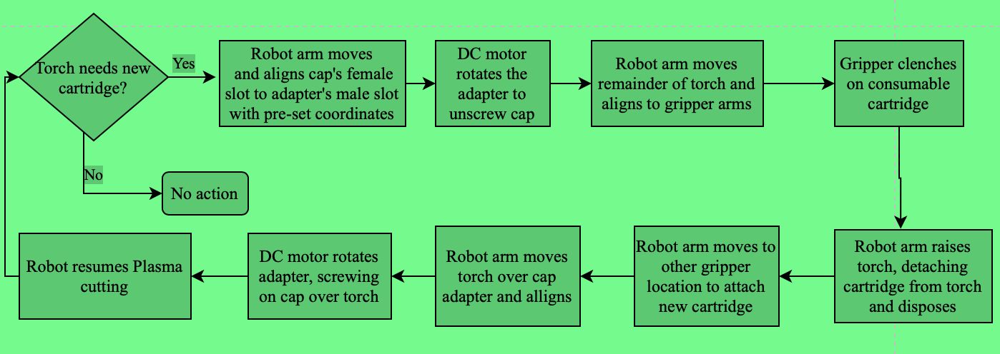 Torch needs new
cartridge?
Yes
Robot arm moves
and aligns cap's female
slot to adapter's male slot
with pre-set coordinates
DC motor
rotates the
adapter to
unscrew cap
Robot arm moves
remainder of torch and
aligns to gripper arms
Gripper clenches
on consumable
cartridge
No
No action
Robot arm raises
torch, detaching
cartridge from torch
and disposes
Robot arm moves to
other gripper
location to attach
new cartridge
Robot arm moves
torch over cap
adapter and alligns
DC motor rotates
adapter, screwing
on cap over torch
Robot resumes Plasma
cutting